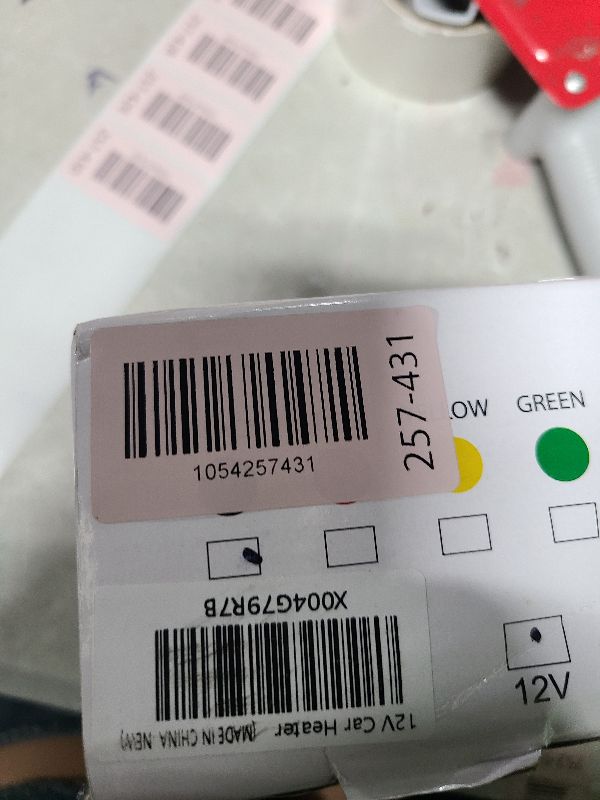 257-431
1054257431
LOW GREEN
X004G79R7B
12V Car Heater
(MADE IN CHINA NEW)
12V